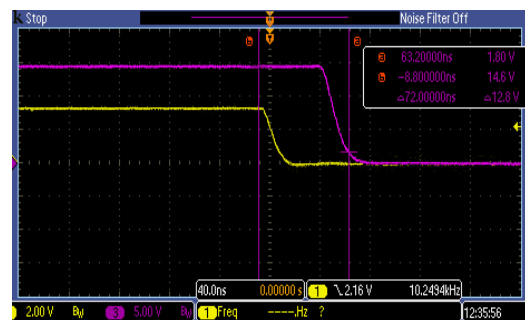 k Stop
Noise Filter Off
a 63.20000ns 1.80 V
b -8.800000ns 14.6 V
△72.00000ns △12.8 V
40.0ns 0.00000 s 1 \ 2.16 V 10.2494kHz
2.00 V BW 3 5.00 V BW 1 Freq ----.Hz ?
12:35:56